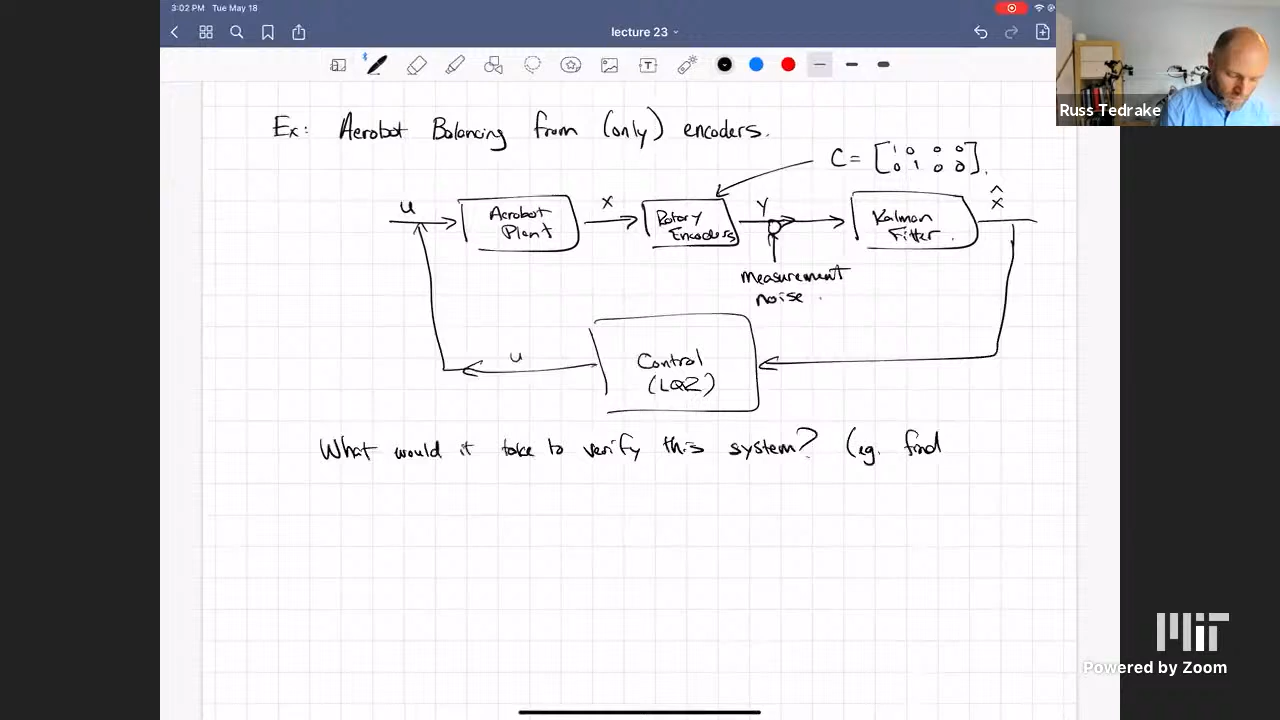 3:02 PM Tue May 18
lecture 23
Russ Tedrake
Ex: Acrobot Balancing from (only) encoders.
C = [1 0 0 0
0 1 0 0].
u
Acrobot
Plant
x
Rotary
Encoders
y
Kalman
Filter.
x̂
measurement
noise.
u
Control
(LQR)
What would it take to verify this system? (eg. find
MIT
Powered by Zoom